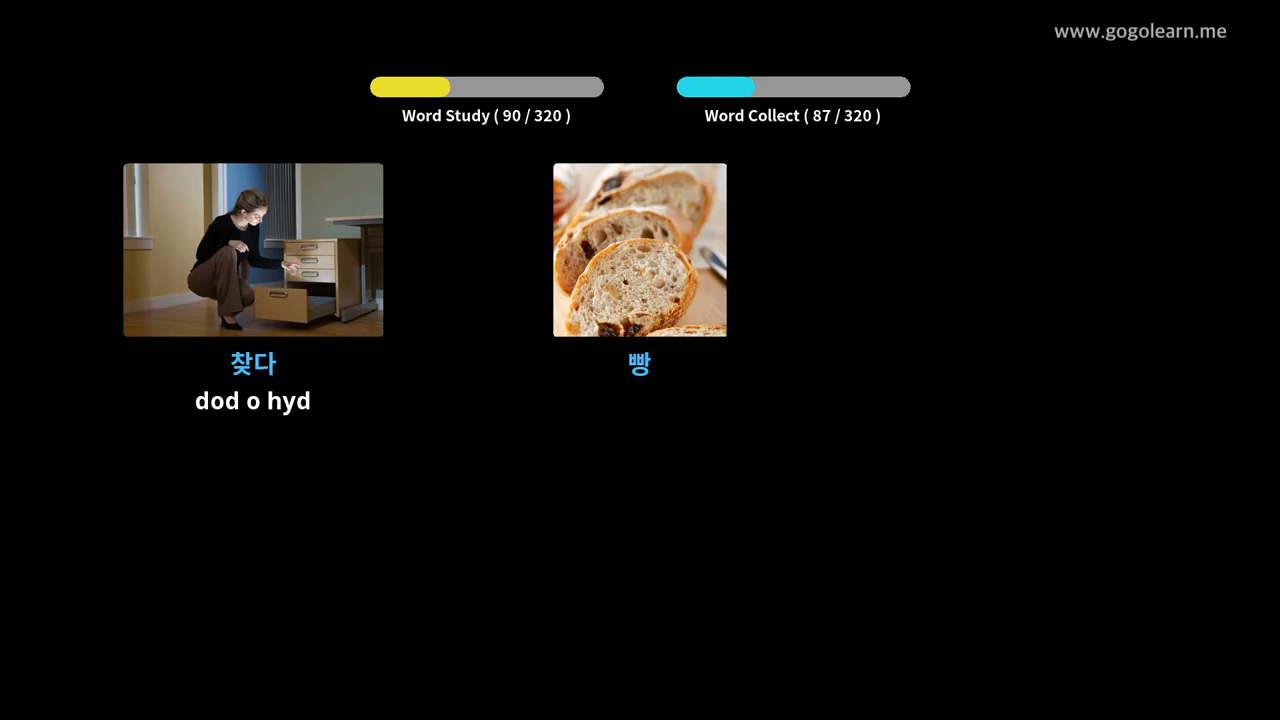 www.gogolearn.me
Word Study ( 90 / 320 )
Word Collect ( 87 / 320 )
찾다
dod o hyd
빵